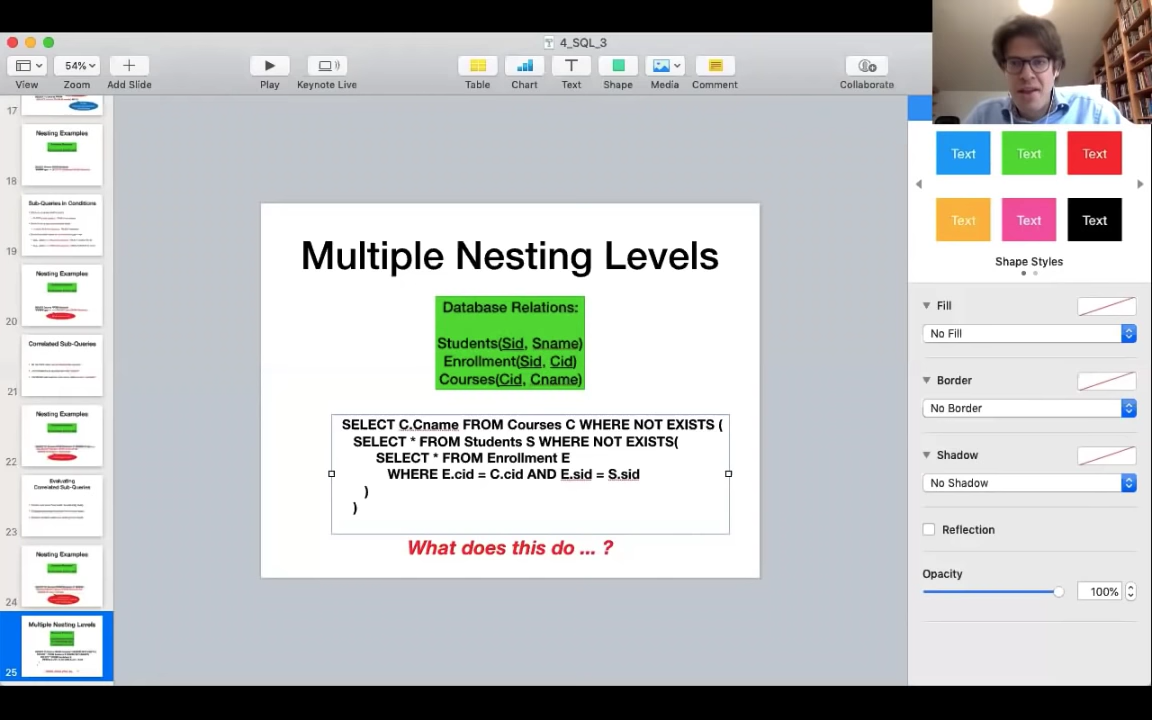 4_SQL_3
54%
View
Zoom
Add Slide
Play
Keynote Live
Table
Chart
Text
Shape
Media
Comment
Collaborate
17
Nesting Examples
18
Sub-Queries in Conditions
19
Nesting Examples
20
Correlated Sub-Queries
21
Nesting Examples
22
Evaluating
Correlated Sub-Queries
23
Nesting Examples
24
Multiple Nesting Levels
25
Multiple Nesting Levels
Database Relations:
Students(Sid, Sname)
Enrollment(Sid, Cid)
Courses(Cid, Cname)
SELECT C.Cname FROM Courses C WHERE NOT EXISTS (
SELECT * FROM Students S WHERE NOT EXISTS(
SELECT * FROM Enrollment E
WHERE E.cid = C.cid AND E.sid = S.sid
)
)
What does this do ... ?
Text Text Text
Text Text Text
Shape Styles
Fill
No Fill
Border
No Border
Shadow
No Shadow
Reflection
Opacity
100%